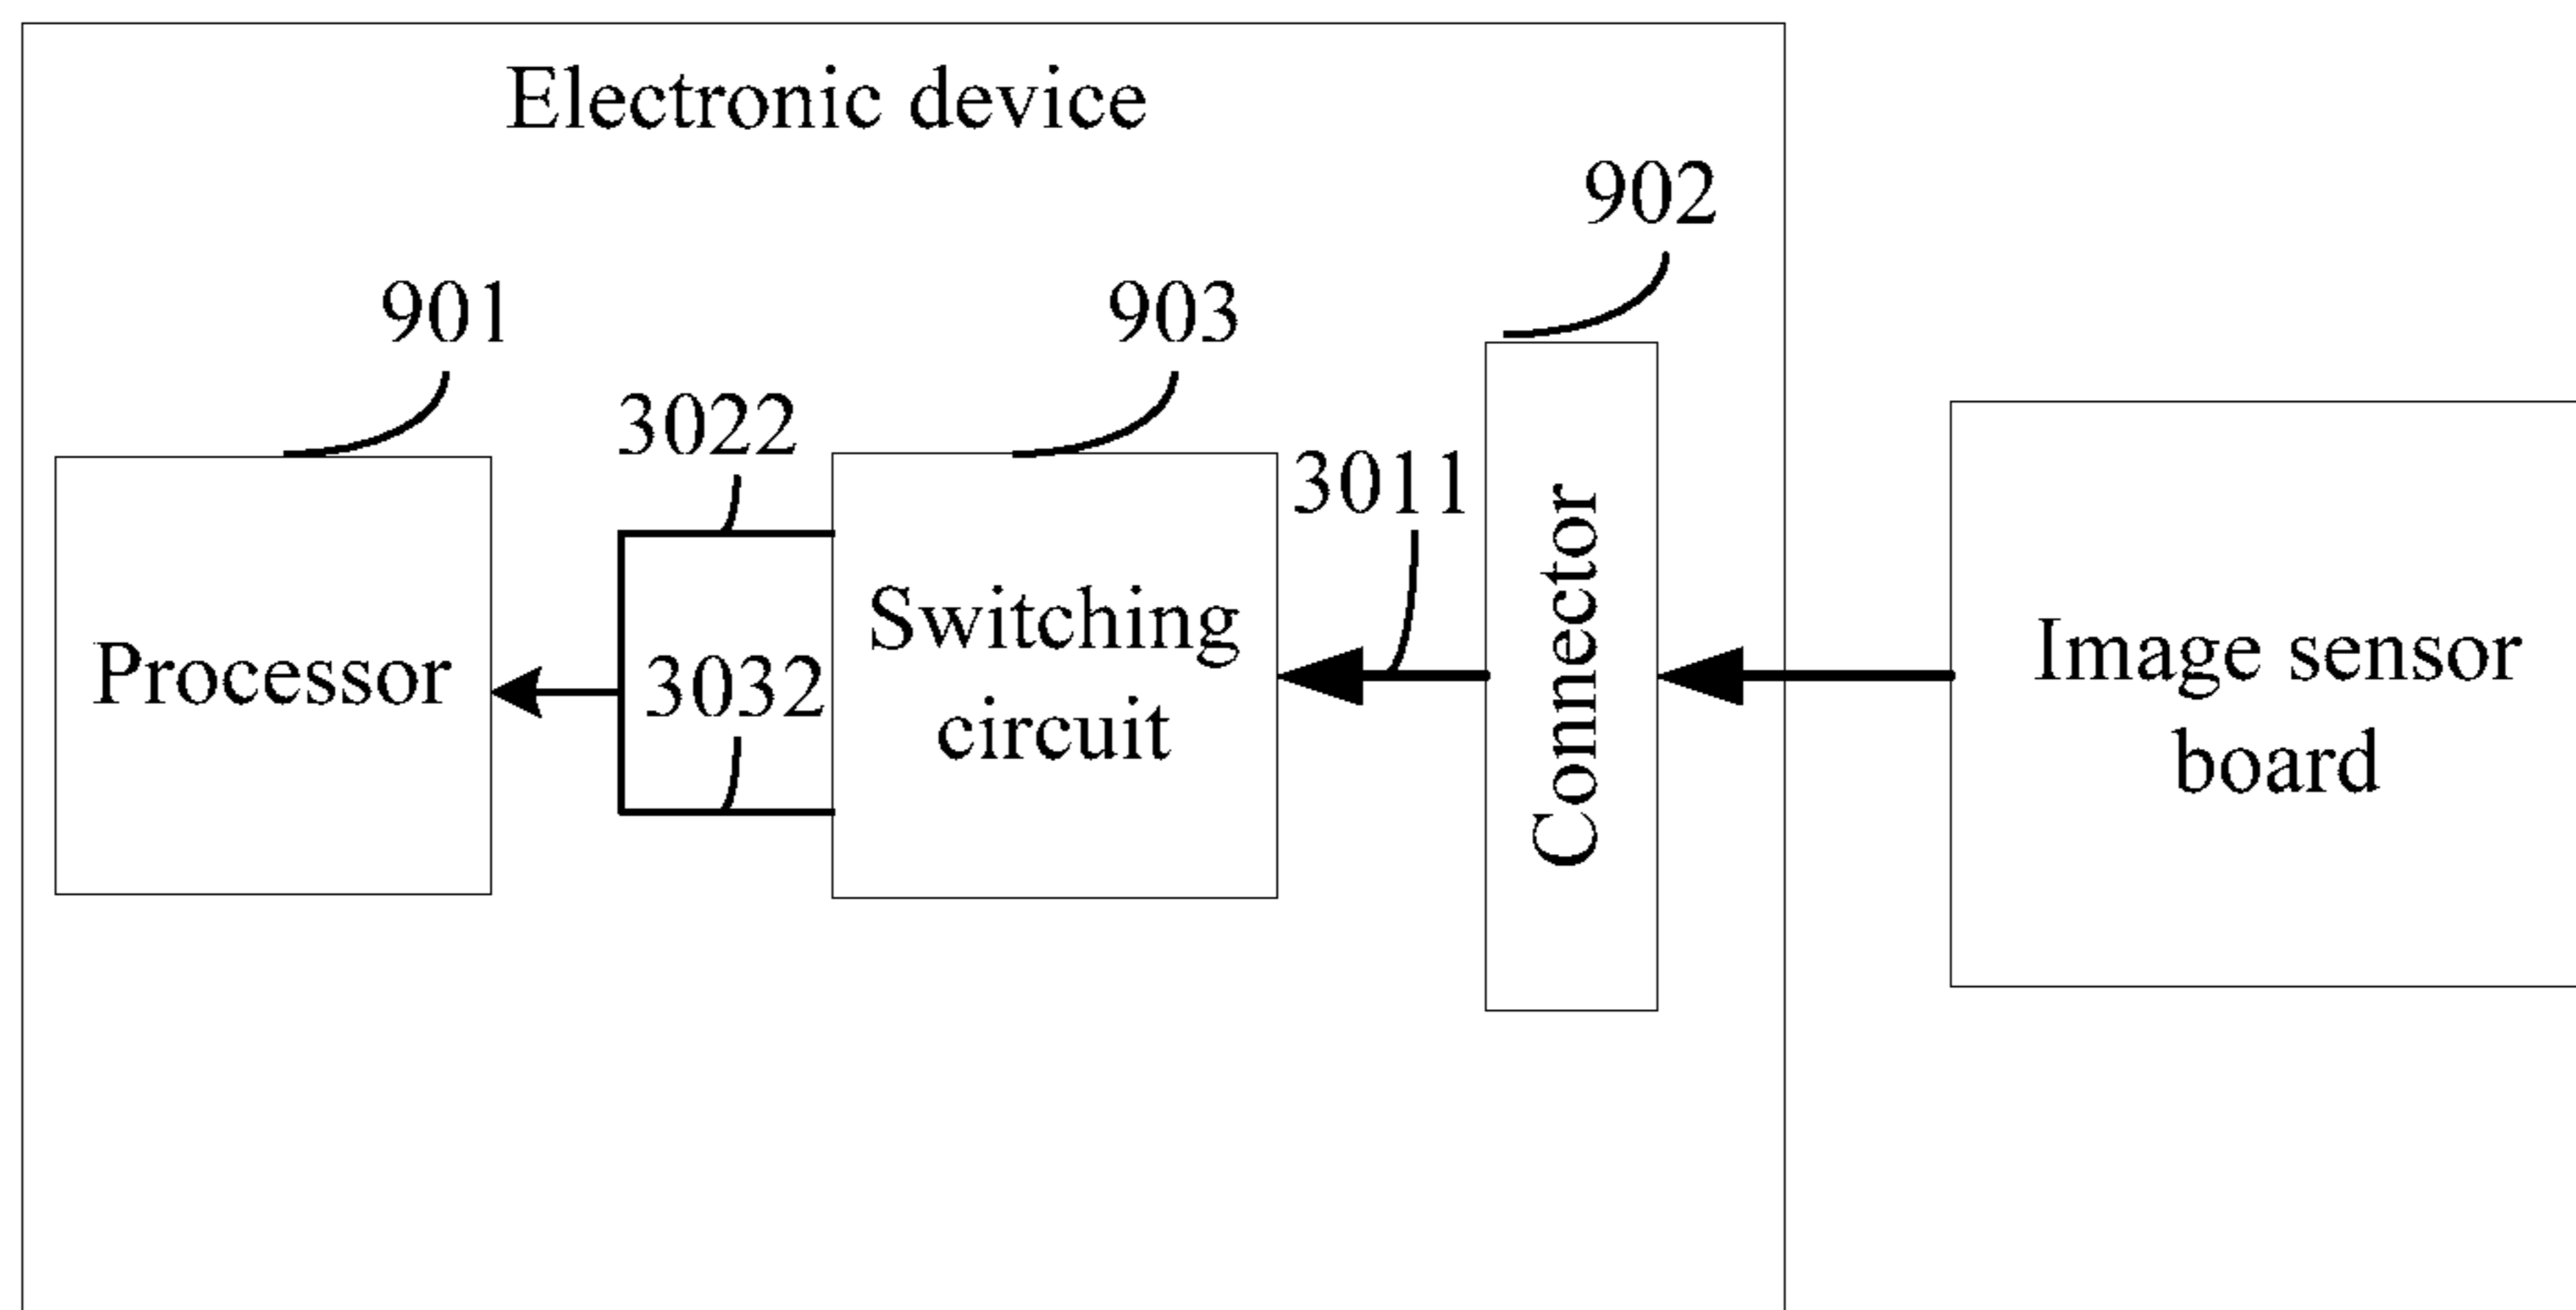 Electronic device
902
901
903
3022
3011
Processor
3032
Switching
circuit
Connector
Image sensor
board